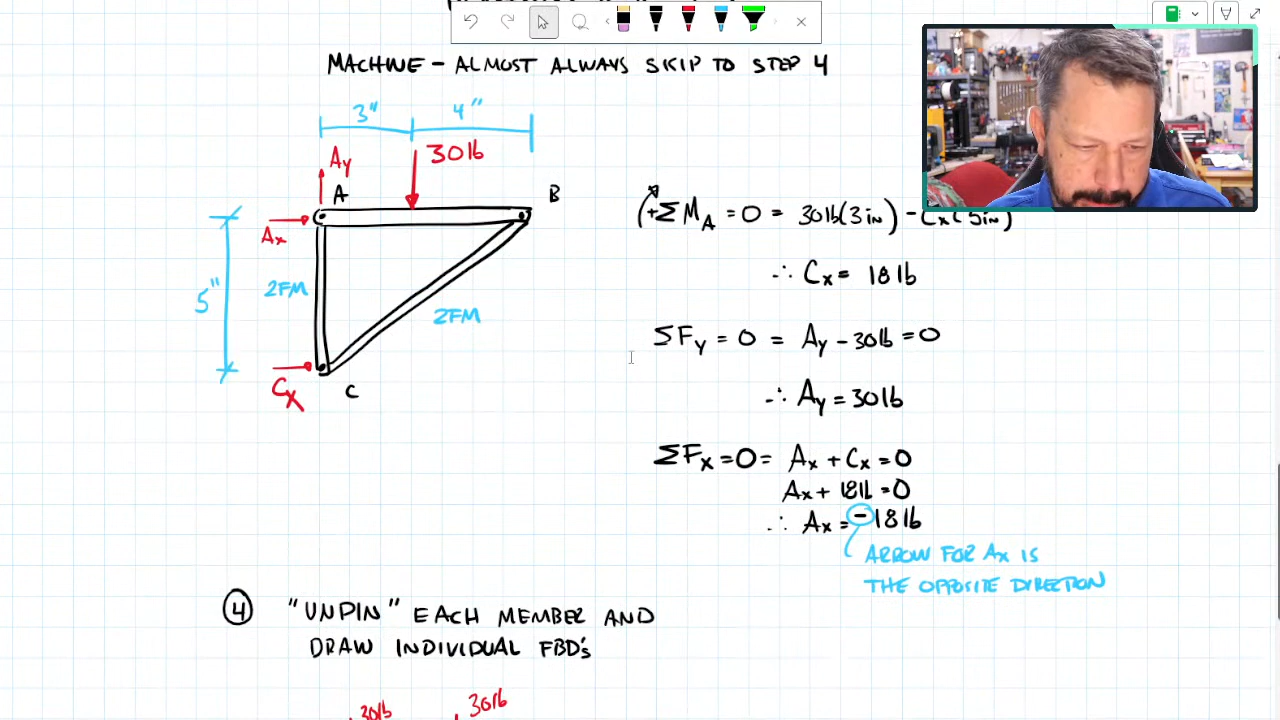 MACHINE - ALMOST ALWAYS SKIP TO STEP 4
3" 4"
Ay 30lb
A B
Ax
5" 2FM 2FM
Cx C
(+ΣM_A = 0 = 30lb(3in) - Cx(5in)
∴ Cx = 18lb
ΣFy = 0 = Ay - 30lb = 0
∴ Ay = 30lb
ΣFx = 0 = Ax + Cx = 0
Ax + 18lb = 0
∴ Ax = -18lb
ARROW FOR Ax IS
THE OPPOSITE DIRECTION
4 "UNPIN" EACH MEMBER AND
DRAW INDIVIDUAL FBD's
30lb 30lb